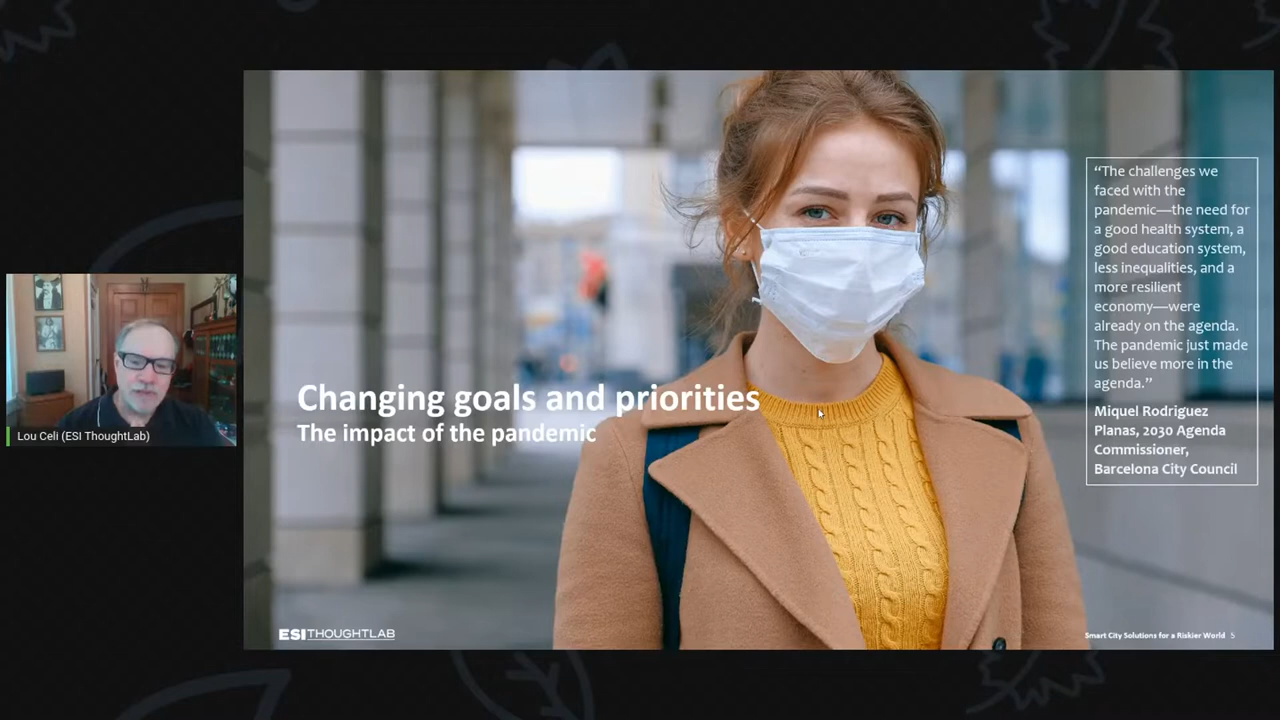 Changing goals and priorities
The impact of the pandemic
“The challenges we
faced with the
pandemic—the need for
a good health system, a
good education system,
less inequalities, and a
more resilient
economy—were
already on the agenda.
The pandemic just made
us believe more in the
agenda.”
Miquel Rodriguez
Planas, 2030 Agenda
Commissioner,
Barcelona City Council
Lou Celi (ESI ThoughtLab)
ESITHOUGHTLAB
Smart City Solutions for a Riskier World 5